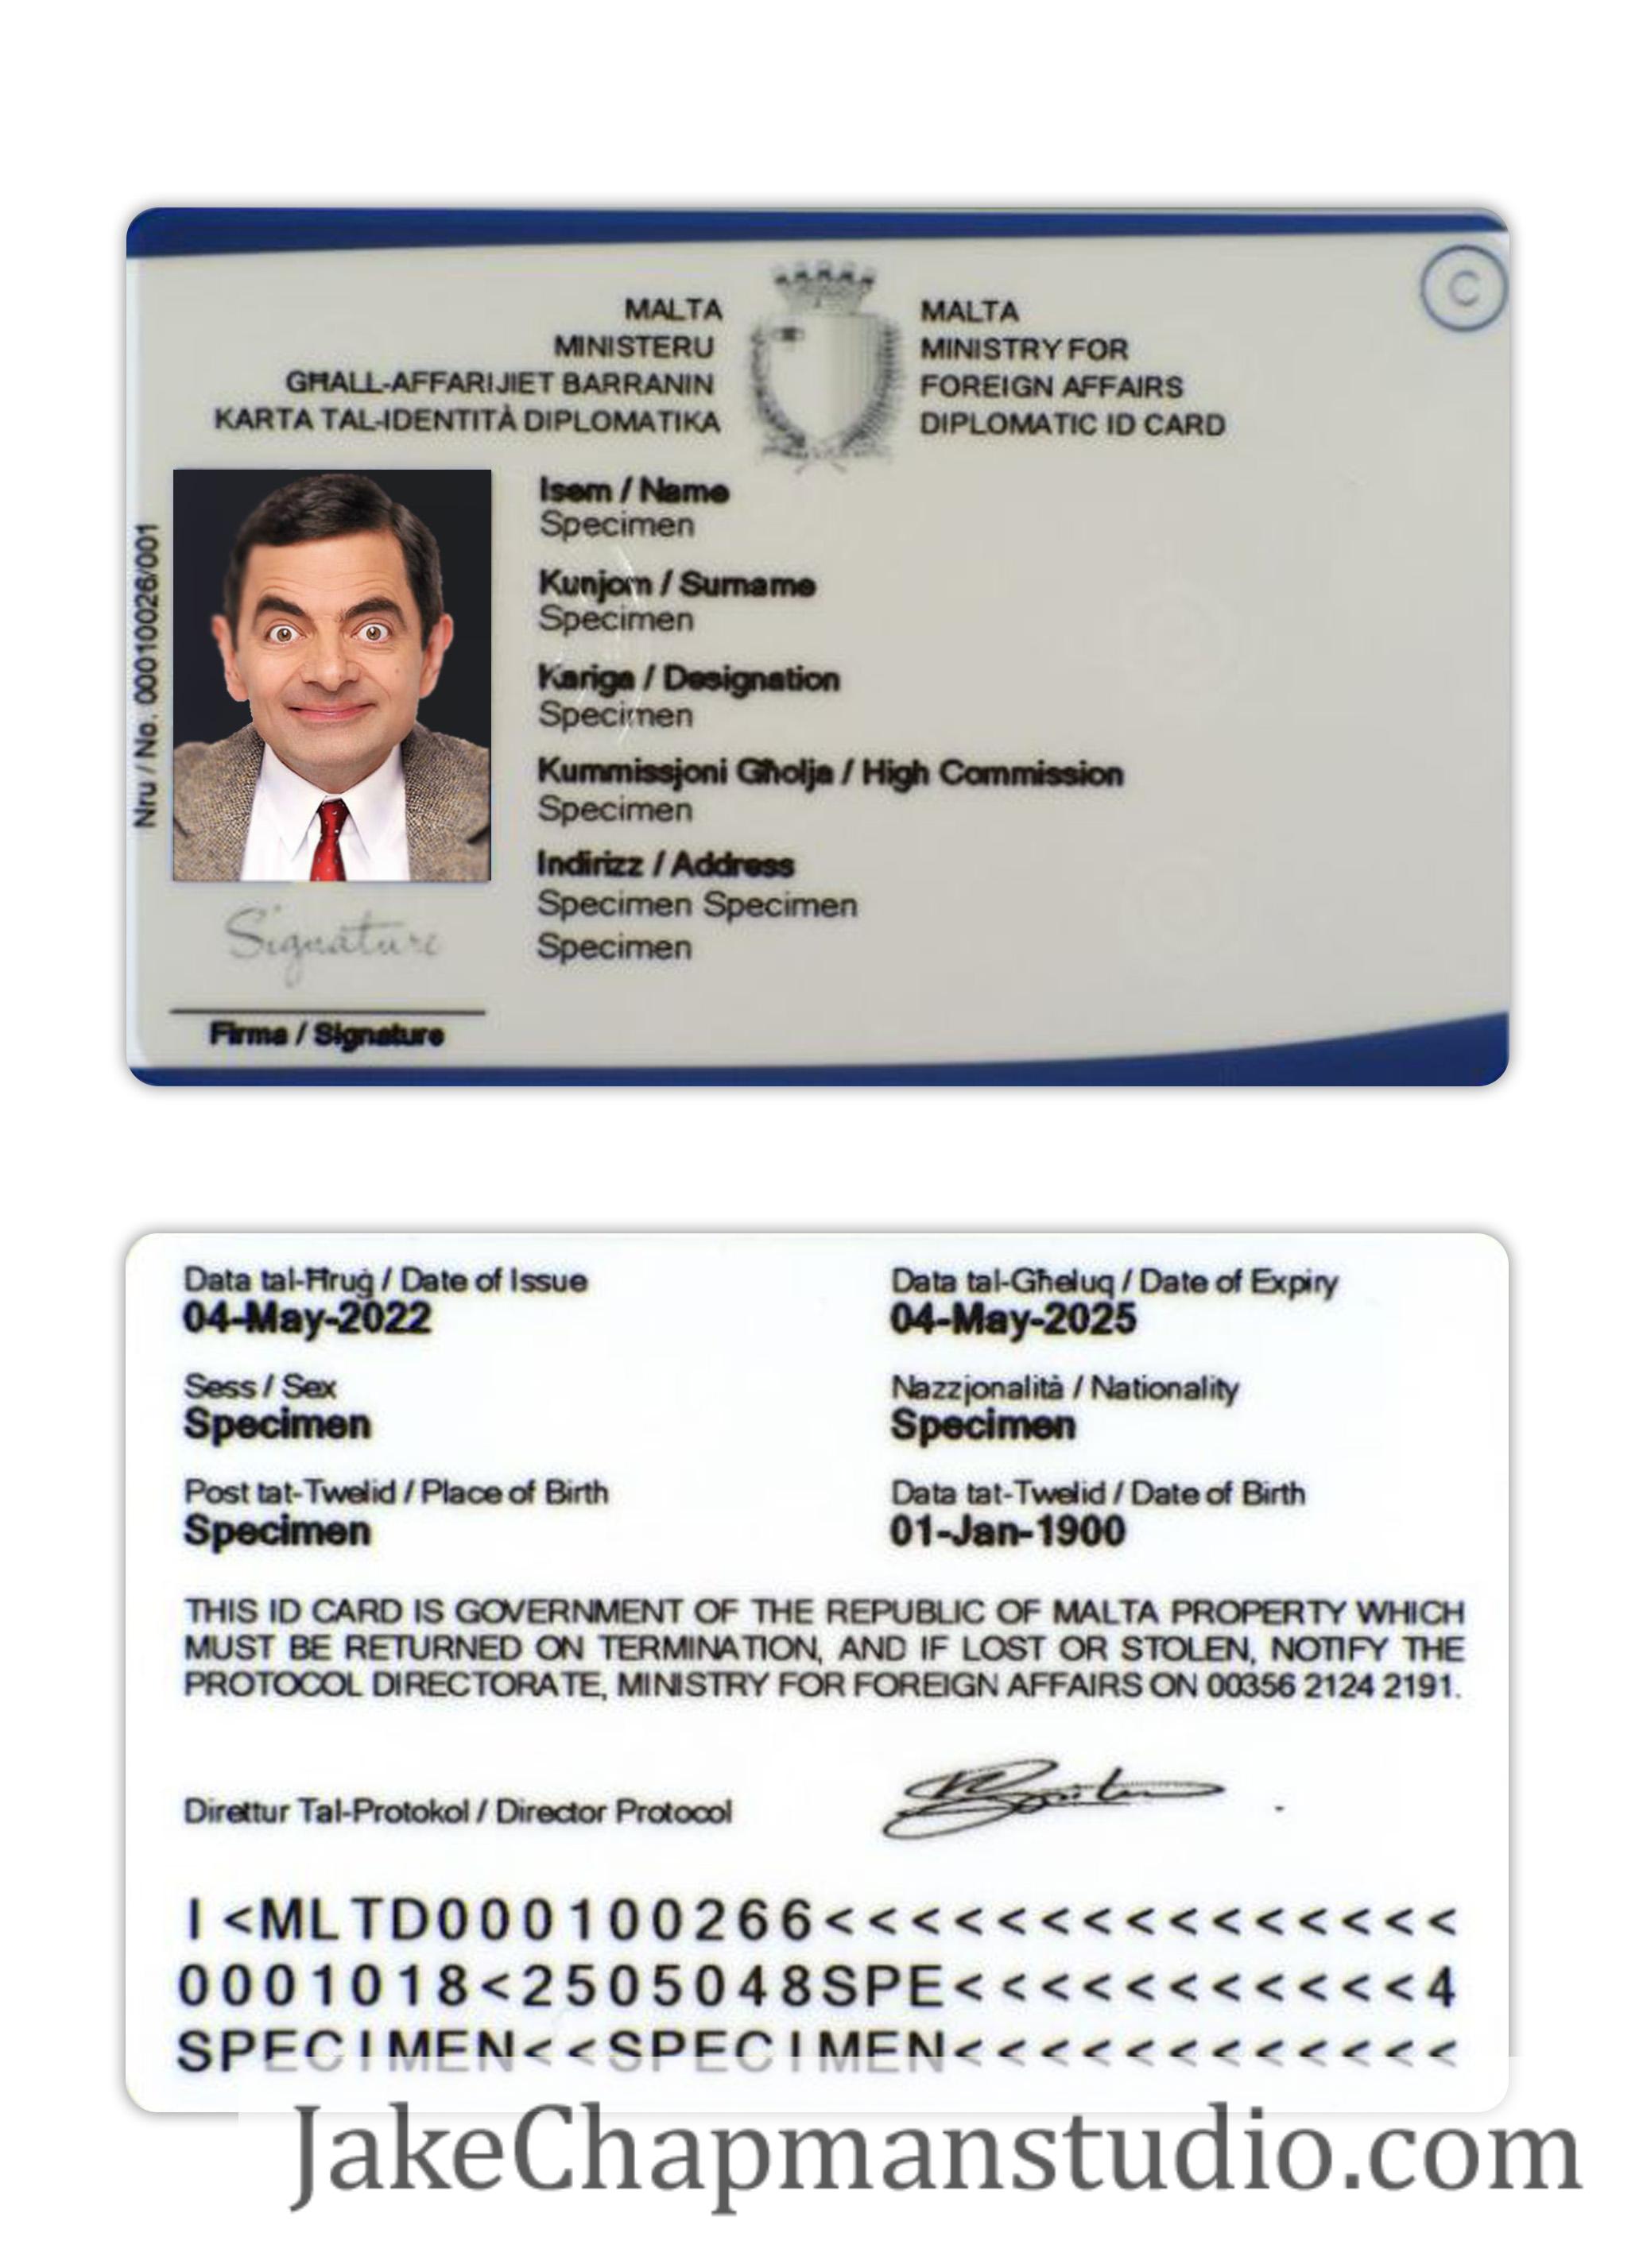 MALTA
MINISTERU
GĦALL-AFFARIJIET BARRANIN
KARTA TAL-IDENTITÀ DIPLOMATIKA
MALTA
MINISTRY FOR
FOREIGN AFFAIRS
DIPLOMATIC ID CARD
C
Nru / No. 00010026/001
Isem / Name
Specimen
Kunjom / Surname
Specimen
Kariga / Designation
Specimen
Kummissjoni Għolja / High Commission
Specimen
Indirizz / Address
Specimen Specimen
Specimen
Signature
Firma / Signature
Data tal-Ħruġ / Date of Issue
04-May-2022
Data tal-Għeluq / Date of Expiry
04-May-2025
Sess / Sex
Specimen
Nazzjonalità / Nationality
Specimen
Post tat-Twelid / Place of Birth
Specimen
Data tat-Twelid / Date of Birth
01-Jan-1900
THIS ID CARD IS GOVERNMENT OF THE REPUBLIC OF MALTA PROPERTY WHICH
MUST BE RETURNED ON TERMINATION, AND IF LOST OR STOLEN, NOTIFY THE
PROTOCOL DIRECTORATE, MINISTRY FOR FOREIGN AFFAIRS ON 00356 2124 2191.
Direttur Tal-Protokol / Director Protocol
I<MLTD000100266<<<<<<<<<<<<<<<
0001018<2505048SPE<<<<<<<<<<<4
SPECIMEN<<SPECIMEN<<<<<<<<<<<<
JakeChapmanstudio.com